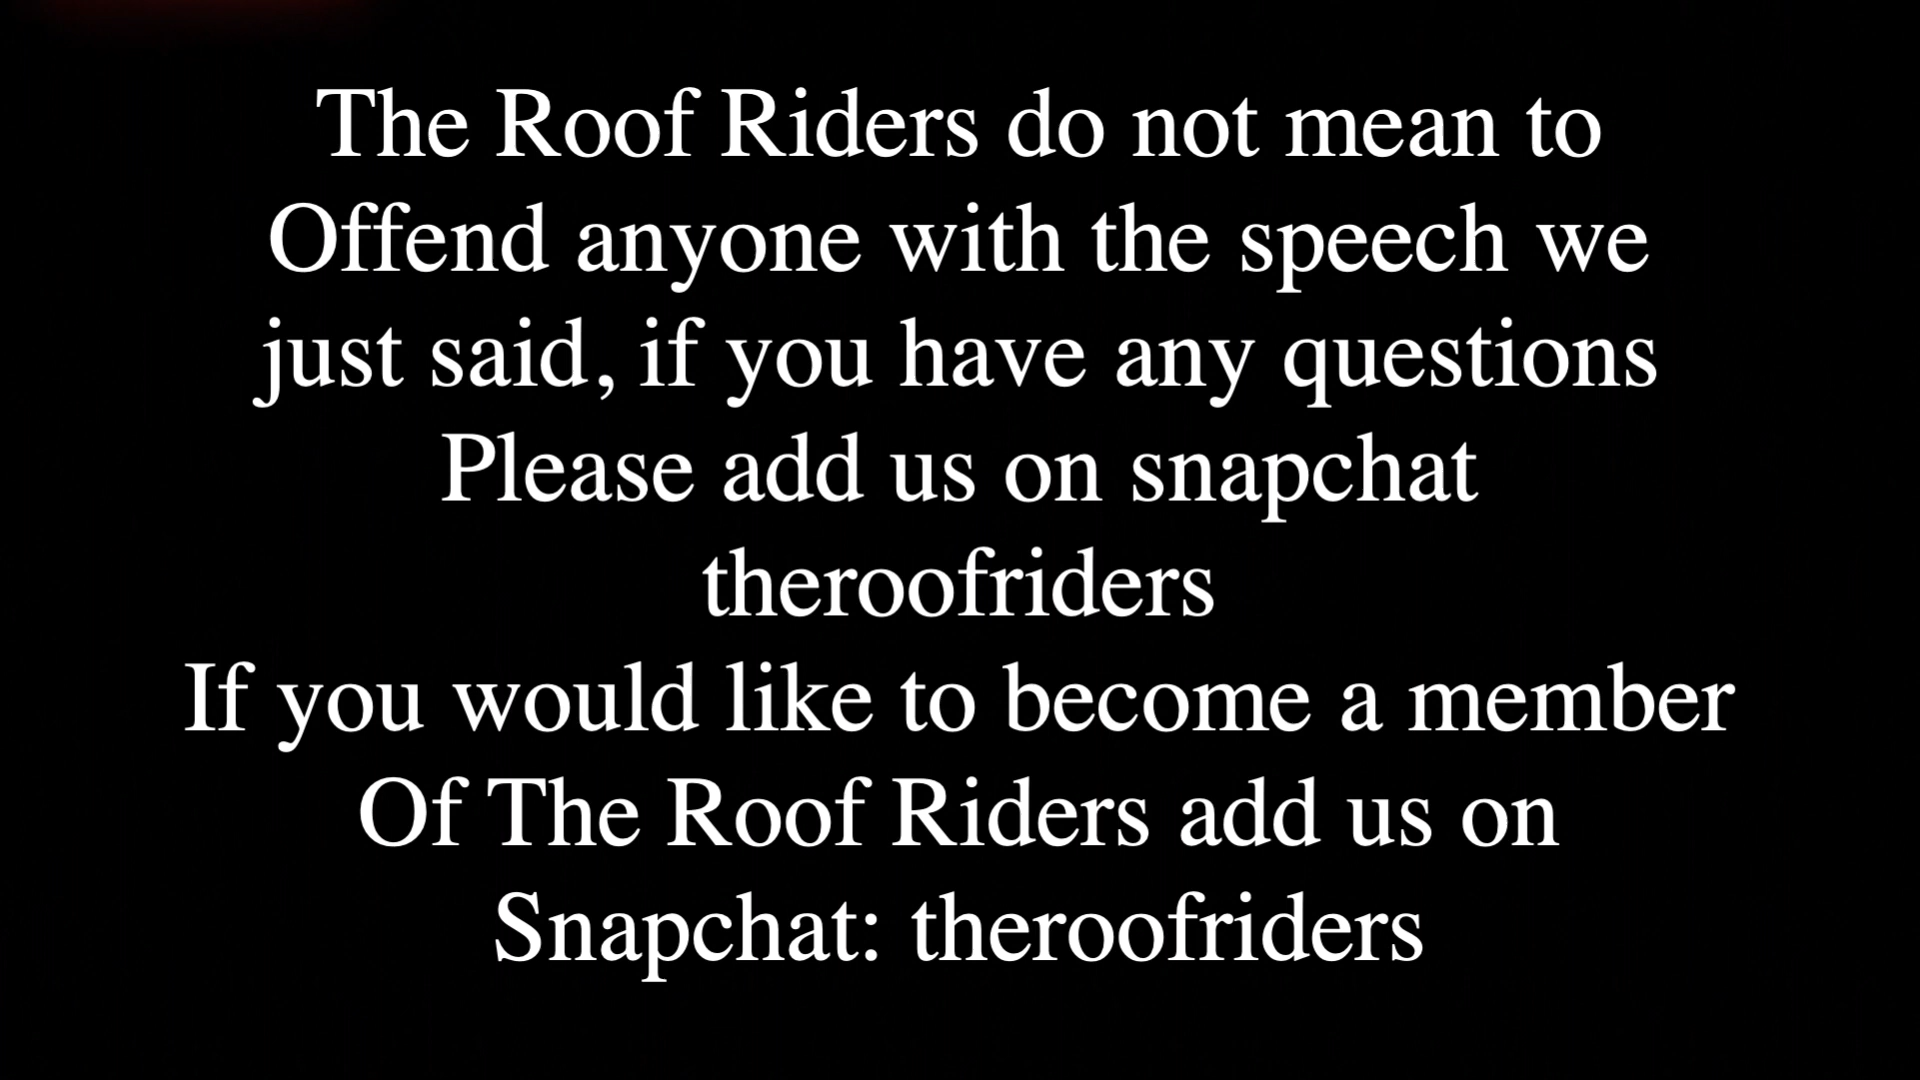 The Roof Riders do not mean to
Offend anyone with the speech we
just said, if you have any questions
Please add us on snapchat
theroofriders
If you would like to become a member
Of The Roof Riders add us on
Snapchat: theroofriders